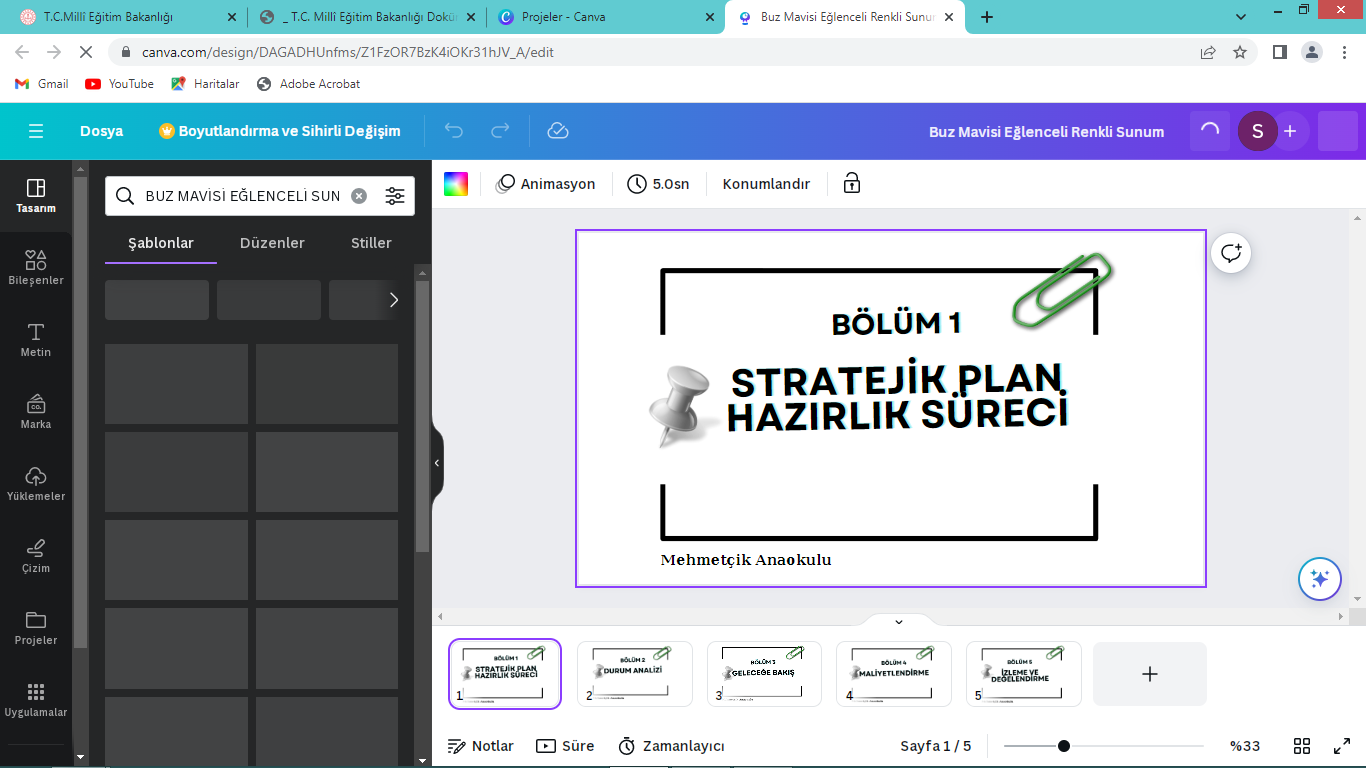 T.C.Millî Eğitim Bakanlığı
_ T.C. Millî Eğitim Bakanlığı Dokü
Projeler - Canva
Buz Mavisi Eğlenceli Renkli Sunu
canva.com/design/DAGADHUnfms/Z1FzOR7BzK4iOKr31hJV_A/edit
Gmail
YouTube
Haritalar
Adobe Acrobat
Dosya
Boyutlandırma ve Sihirli Değişim
Buz Mavisi Eğlenceli Renkli Sunum
S
Tasarım
Bileşenler
Metin
Marka
Yüklemeler
Çizim
Projeler
Uygulamalar
BUZ MAVİSİ EĞLENCELİ SUN
Şablonlar
Düzenler
Stiller
Animasyon
5.0sn
Konumlandır
BÖLÜM 1
STRATEJİK PLAN
HAZIRLIK SÜRECİ
Mehmetçik Anaokulu
BÖLÜM 1
STRATEJİK PLAN
HAZIRLIK SÜRECİ
1
BÖLÜM 2
DURUM ANALİZİ
2
BÖLÜM 3
GELECEĞE BAKIŞ
3
BÖLÜM 4
MALİYETLENDİRME
4
BÖLÜM 5
İZLEME VE
DEĞELENDİRME
5
Notlar
Süre
Zamanlayıcı
Sayfa 1 / 5
%33